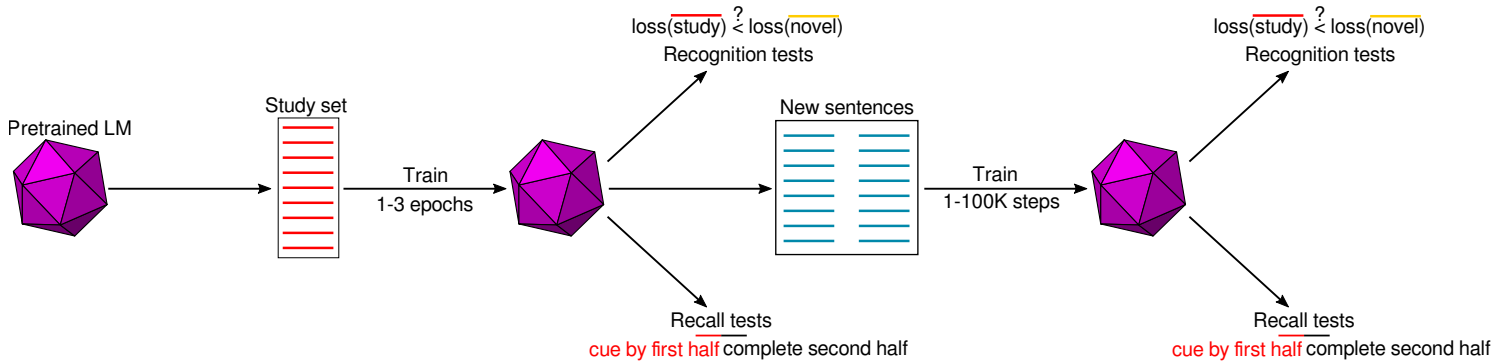 Pretrained LM
Study set
Train
1-3 epochs
?
loss(study) < loss(novel)
Recognition tests
Recall tests
cue by first half complete second half
New sentences
Train
1-100K steps
?
loss(study) < loss(novel)
Recognition tests
Recall tests
cue by first half complete second half